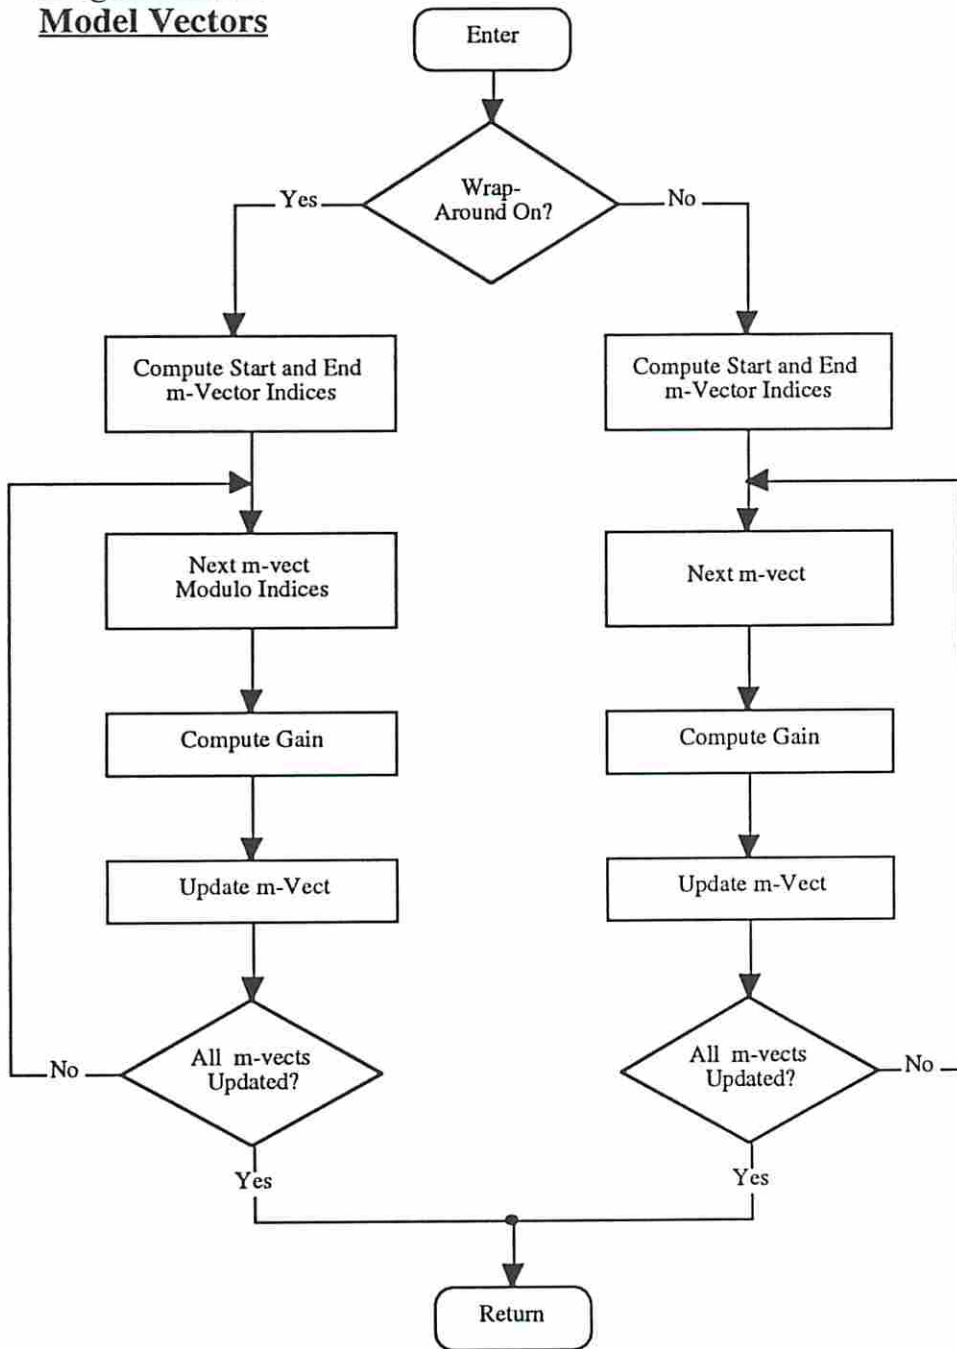 Model Vectors
Enter
Wrap-
Around On?
Yes
No
Compute Start and End
m-Vector Indices
Compute Start and End
m-Vector Indices
Next m-vect
Modulo Indices
Next m-vect
Compute Gain
Compute Gain
Update m-Vect
Update m-Vect
All m-vects
Updated?
All m-vects
Updated?
No
No
Yes
Yes
Return